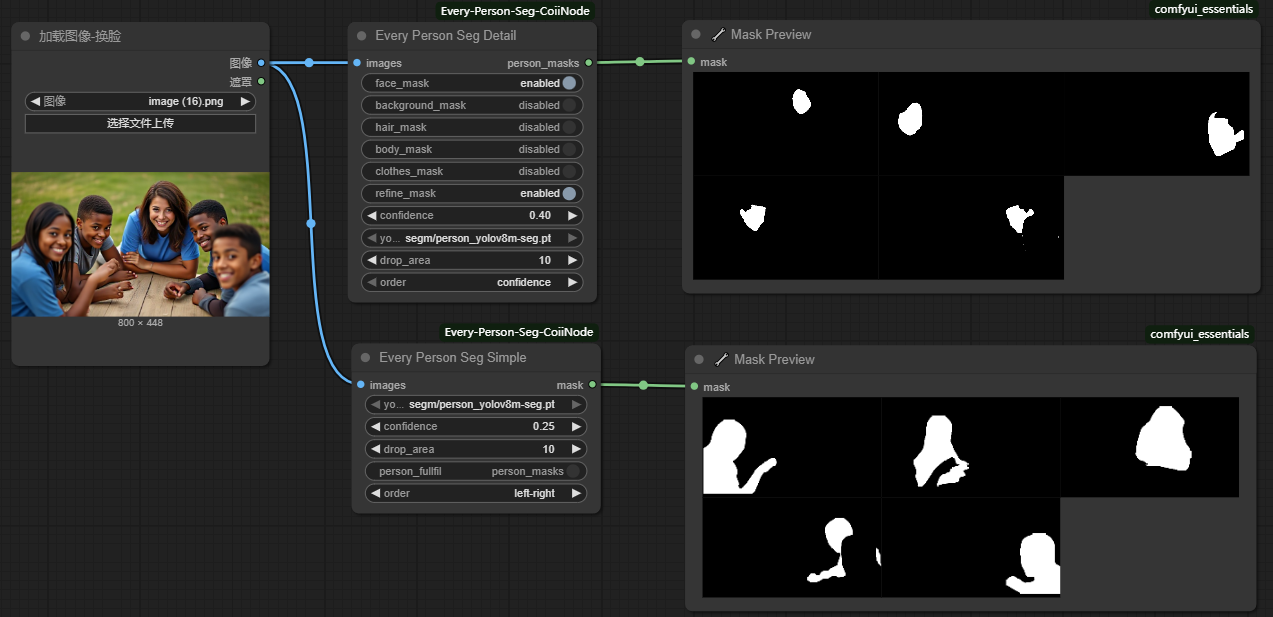 加载图像-换脸
图像
遮罩
图像 image (16).png
选择文件上传
800 × 448
Every-Person-Seg-CoiiNode
Every Person Seg Detail
images person_masks
face_mask enabled
background_mask disabled
hair_mask disabled
body_mask disabled
clothes_mask disabled
refine_mask enabled
confidence 0.40
yo... segm/person_yolov8m-seg.pt
drop_area 10
order confidence
comfyui_essentials
Mask Preview
mask
Every-Person-Seg-CoiiNode
Every Person Seg Simple
images mask
yo... segm/person_yolov8m-seg.pt
confidence 0.25
drop_area 10
person_fullfil person_masks
order left-right
comfyui_essentials
Mask Preview
mask